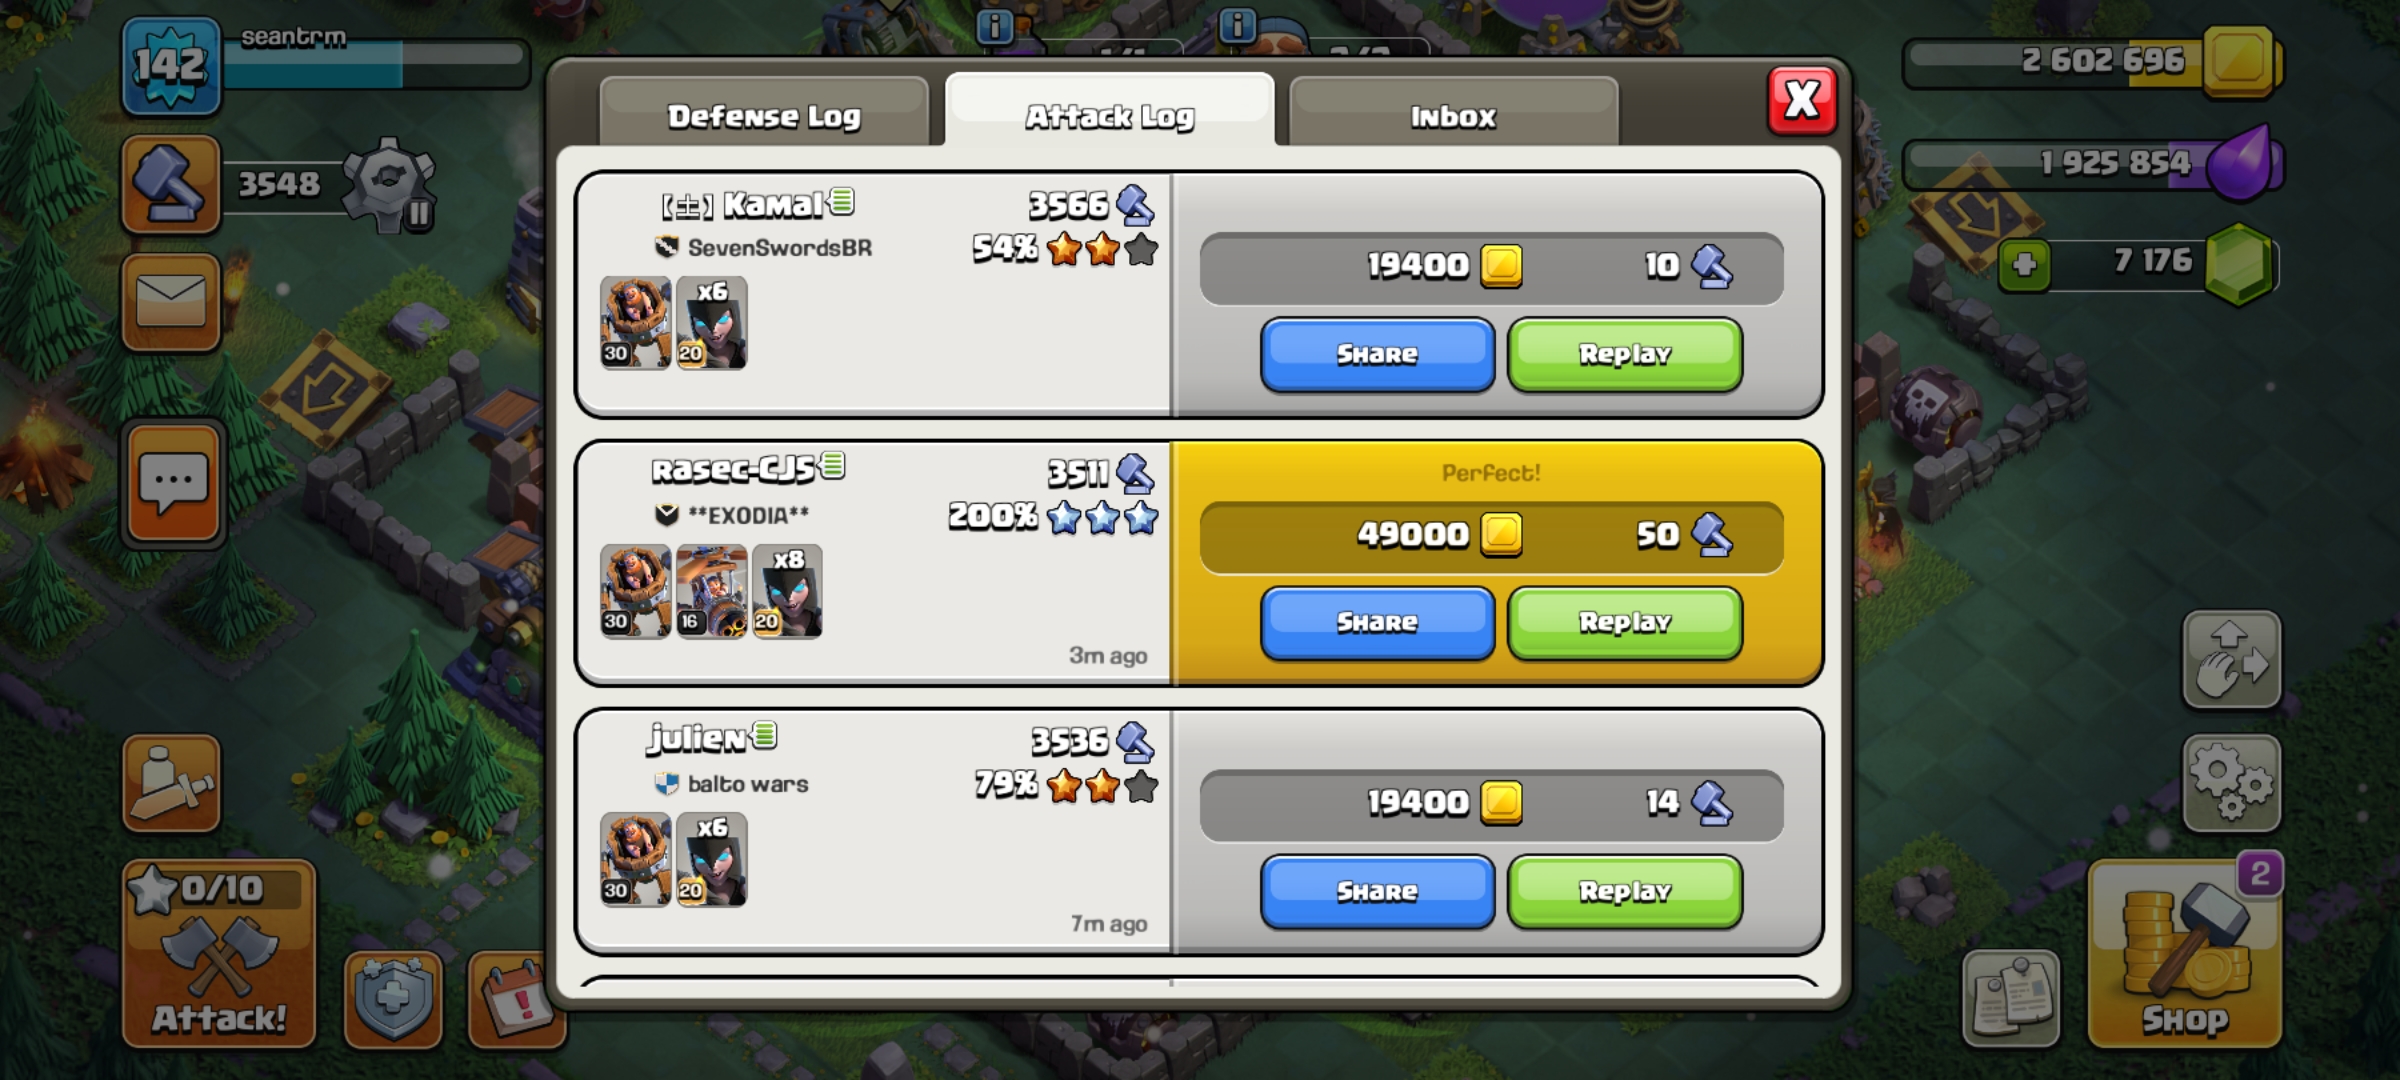 142
seantrm
3548
2 602 696
1 925 854
7 176
Defense Log
Attack Log
Inbox
X
【士】 Kamal
3566
SevenSwordsBR
54%
x6
30
20
19400
10
Share
Replay
Rasec-CJS
3511
**EXODIA**
200%
x8
30
16
20
3m ago
Perfect!
49000
50
Share
Replay
julien
3536
balto wars
79%
x6
30
20
7m ago
19400
14
Share
Replay
0/10
Attack!
2
Shop